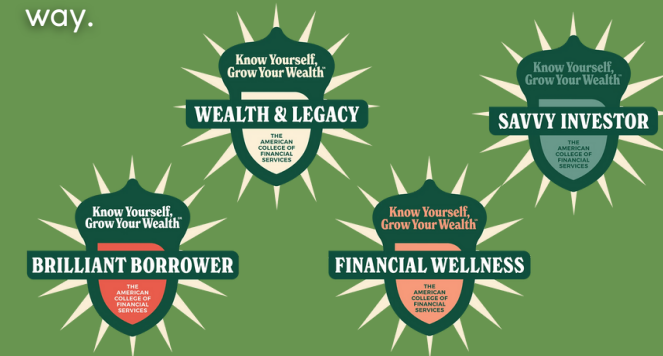 way.
Know Yourself,
Grow Your Wealth™
WEALTH & LEGACY
THE
AMERICAN
COLLEGE OF
FINANCIAL
SERVICES
Know Yourself,
Grow Your Wealth™
SAVVY INVESTOR
THE
AMERICAN
COLLEGE OF
FINANCIAL
SERVICES
Know Yourself,
Grow Your Wealth™
BRILLIANT BORROWER
THE
AMERICAN
COLLEGE OF
FINANCIAL
SERVICES
Know Yourself,
Grow Your Wealth™
FINANCIAL WELLNESS
THE
AMERICAN
COLLEGE OF
FINANCIAL
SERVICES